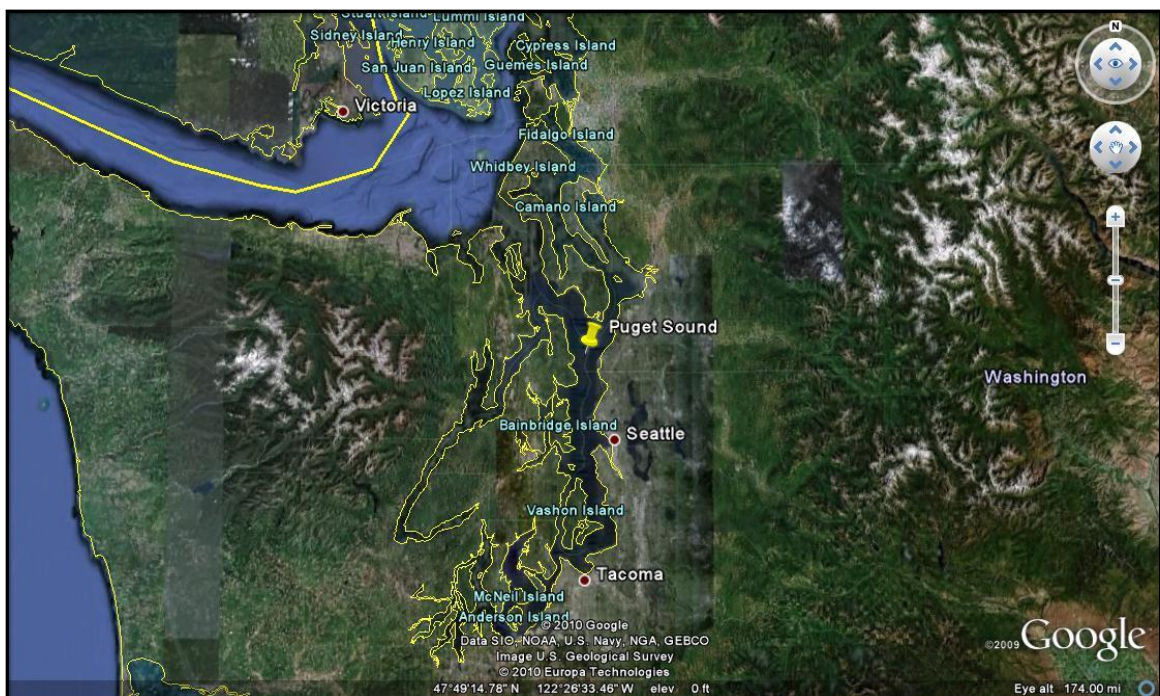 Stuart Island
Lummi Island
N
Sidney Island
Henry Island
Cypress Island
San Juan Island
Guemes Island
Lopez Island
Victoria
Fidalgo Island
Whidbey Island
Camano Island
Puget Sound
Washington
Bainbridge Island
Seattle
Vashon Island
Tacoma
McNeil Island
Anderson Island
© 2010 Google
Data SIO, NOAA, U.S. Navy, NGA, GEBCO
Image U.S. Geological Survey
© 2010 Europa Technologies
©2009 Google
47°49'14.78" N 122°26'33.46" W elev 0 ft
Eye alt 174.00 mi